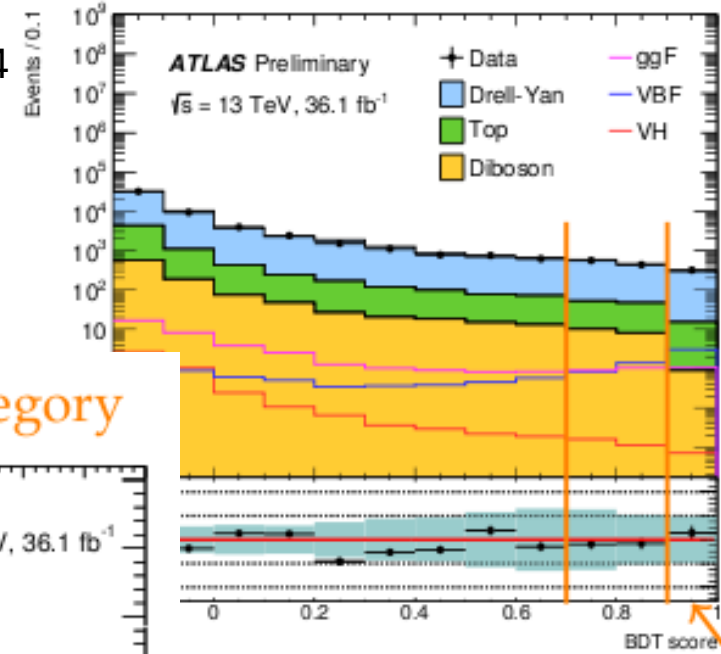 4
Events / 0.1
10⁹
10⁸
10⁷
10⁶
10⁵
10⁴
10³
10²
10
ATLAS Preliminary
√s = 13 TeV, 36.1 fb⁻¹
Data
Drell-Yan
Top
Diboson
ggF
VBF
VH
egory
V, 36.1 fb⁻¹
0 0.2 0.4 0.6 0.8 1
BDT score